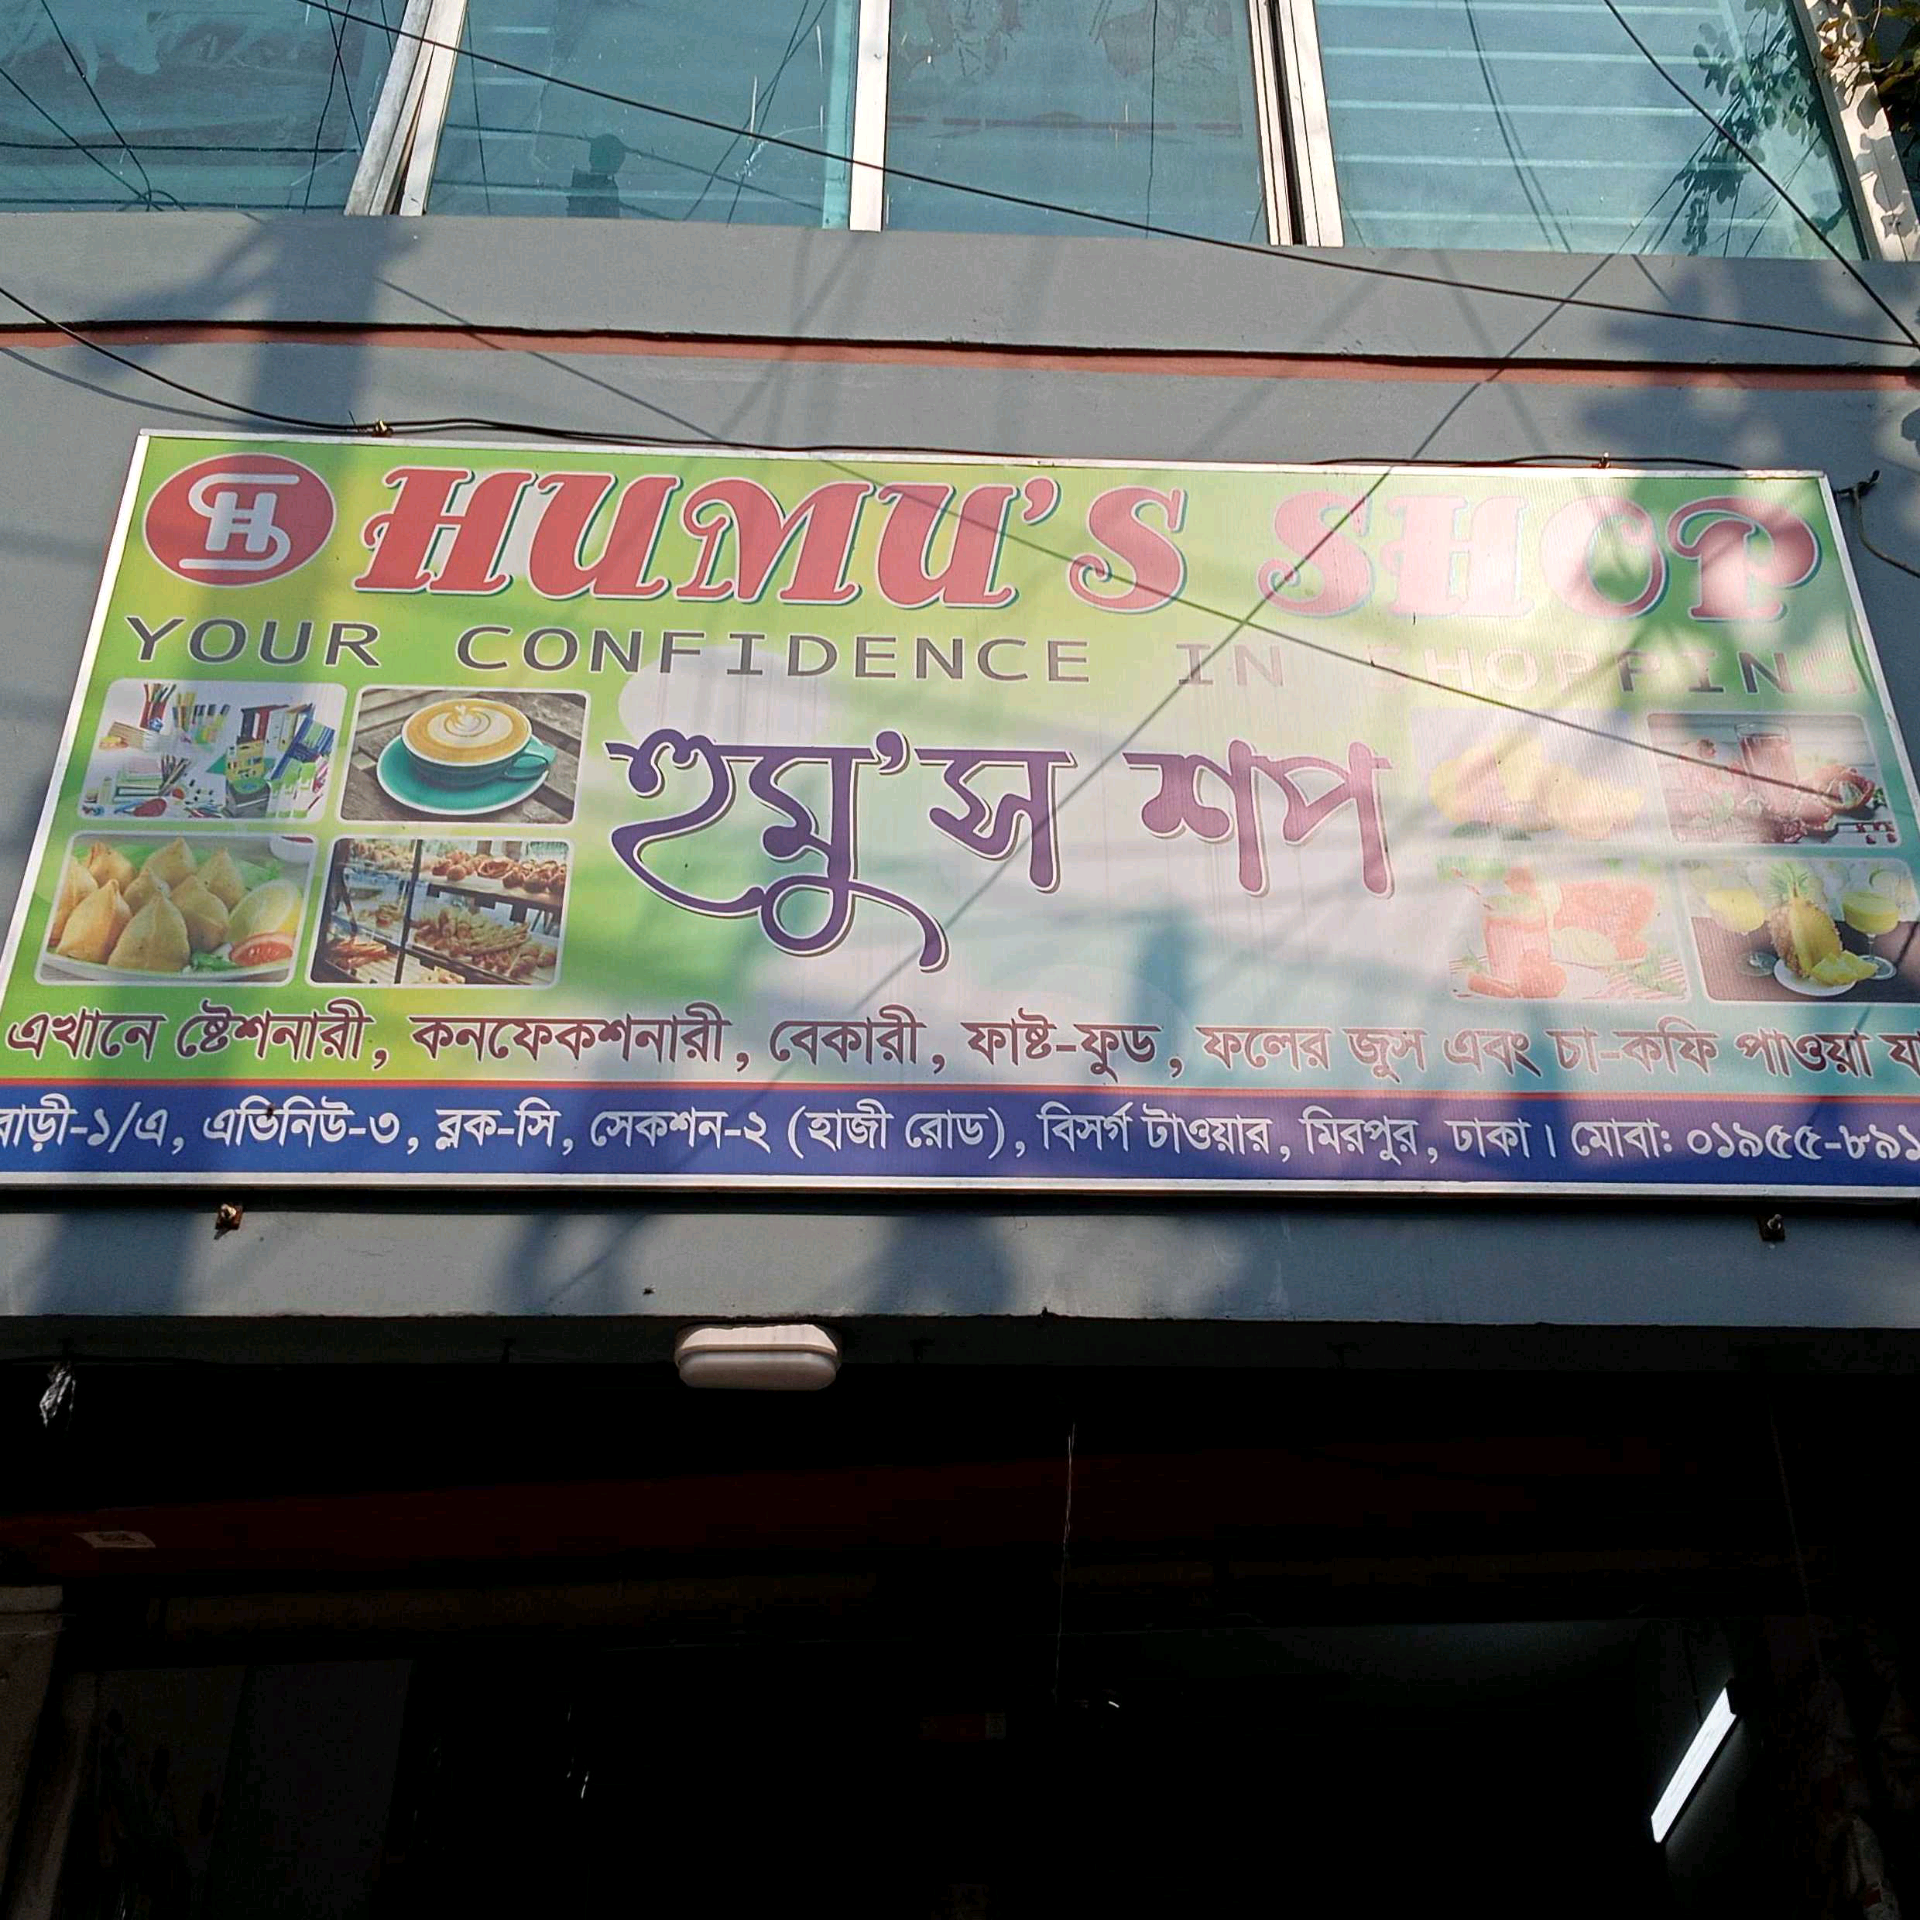 HUMU'S SHOP
YOUR CONFIDENCE IN SHOPPING
হুমু'স শপ
এখানে ষ্টেশনারী, কনফেকশনারী, বেকারী, ফাষ্ট-ফুড, ফলের জুস এবং চা-কফি পাওয়া
বাড়ী-১/এ, এভিনিউ-৩, ব্লক-সি, সেকশন-২ (হাজী রোড), বিসর্গ টাওয়ার, মিরপুর, ঢাকা। মোবা: ০১৯৫৫-৮৯১